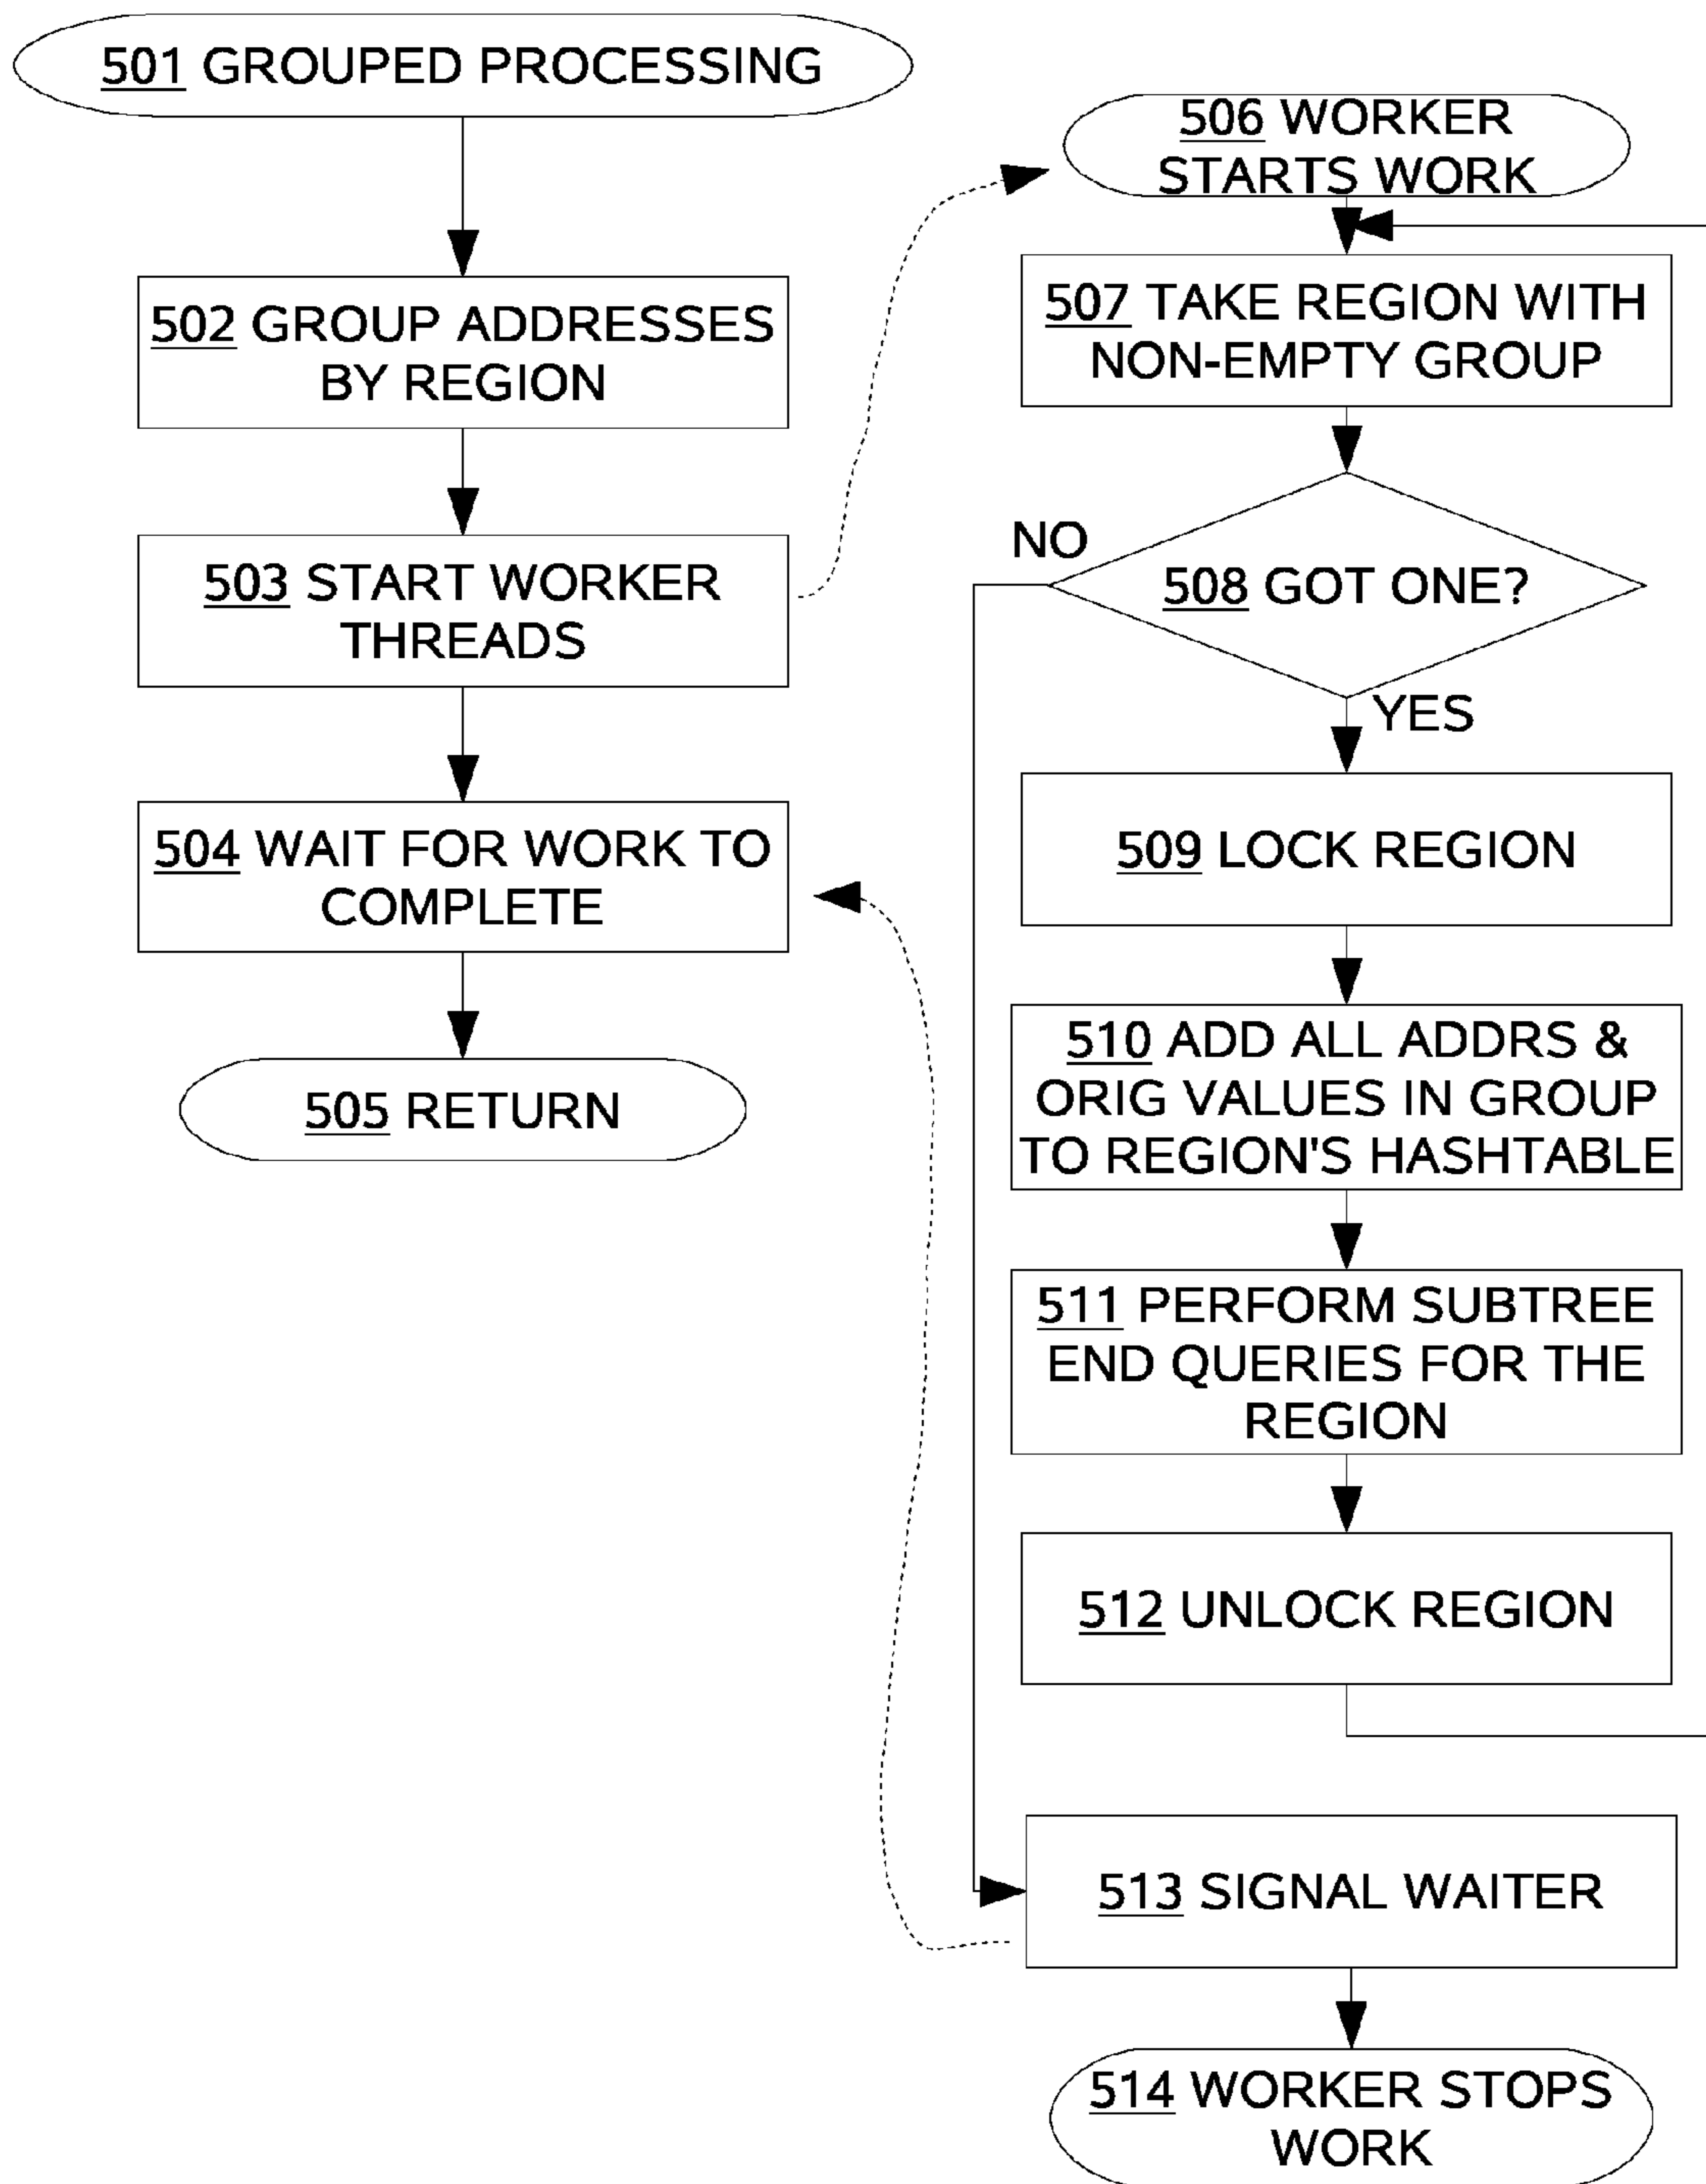 501 GROUPED PROCESSING
502 GROUP ADDRESSES
BY REGION
503 START WORKER
THREADS
504 WAIT FOR WORK TO
COMPLETE
505 RETURN
506 WORKER
STARTS WORK
507 TAKE REGION WITH
NON-EMPTY GROUP
NO
508 GOT ONE?
YES
509 LOCK REGION
510 ADD ALL ADDRS &
ORIG VALUES IN GROUP
TO REGION'S HASHTABLE
511 PERFORM SUBTREE
END QUERIES FOR THE
REGION
512 UNLOCK REGION
513 SIGNAL WAITER
514 WORKER STOPS
WORK